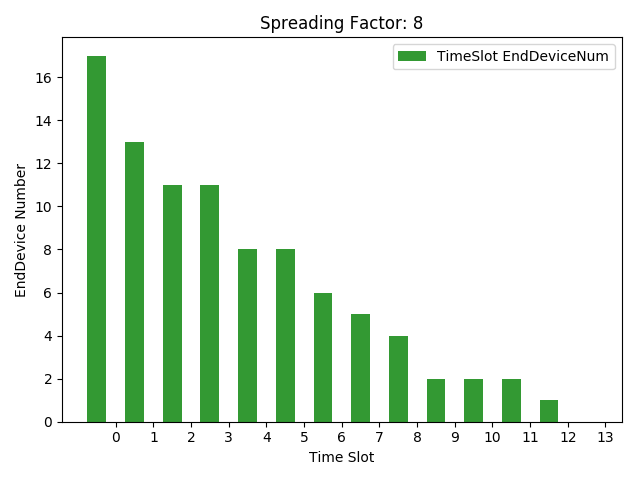 Spreading Factor: 8
TimeSlot EndDeviceNum
EndDevice Number
16
14
12
10
8
6
4
2
0
0 1 2 3 4 5 6 7 8 9 10 11 12 13
Time Slot